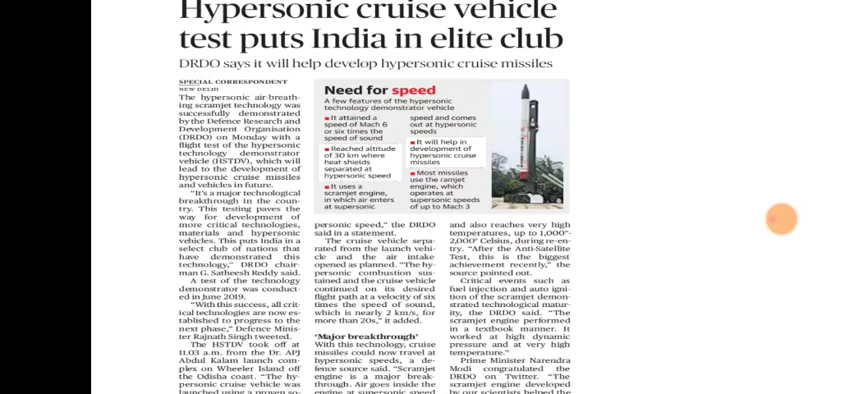 Hypersonic cruise vehicle
test puts India in elite club
DRDO says it will help develop hypersonic cruise missiles
SPECIAL CORRESPONDENT
NEW DELHI
The hypersonic air-breath-
ing scramjet technology was
successfully demonstrated
by the Defence Research and
Development Organisation
(DRDO) on Monday with a
flight test of the hypersonic
technology demonstrator
vehicle (HSTDV), which will
lead to the development of
hypersonic cruise missiles
and vehicles in future.
"It's a major technological
breakthrough in the coun-
try. This testing paves the
way for development of
more critical technologies,
materials and hypersonic
vehicles. This puts India in a
select club of nations that
have demonstrated this
technology," DRDO chair-
man G. Satheesh Reddy said.
A test of the technology
demonstrator was conduct-
ed in June 2019.
"With this success, all crit-
ical technologies are now es-
tablished to progress to the
next phase," Defence Minis-
ter Rajnath Singh tweeted.
The HSTDV took off at
11.03 a.m. from the Dr. APJ
Abdul Kalam launch com-
plex on Wheeler Island off
the Odisha coast. "The hy-
personic cruise vehicle was
launched using a proven so-
Need for speed
A few features of the hypersonic
technology demonstrator vehicle
It attained a
speed of Mach 6
or six times the
speed of sound
Reached altitude
of 30 km where
heat shields
separated at
hypersonic speed
It uses a
scramjet engine,
in which air enters
at supersonic
speed and comes
out at hypersonic
speeds
It will help in
development of
hypersonic cruise
missiles
Most missiles
use the ramjet
engine, which
operates at
supersonic speeds
of up to Mach 3
personic speed," the DRDO
said in a statement.
The cruise vehicle sepa-
rated from the launch vehi-
cle and the air intake
opened as planned. "The hy-
personic combustion sus-
tained and the cruise vehicle
continued on its desired
flight path at a velocity of six
times the speed of sound,
which is nearly 2 km/s, for
more than 20s," it added.
'Major breakthrough'
With this technology, cruise
missiles could now travel at
hypersonic speeds, a de-
fence source said. "Scramjet
engine is a major break-
through. Air goes inside the
engine at supersonic speed
and also reaches very high
temperatures, up to 1,000°-
2,000° Celsius, during re-en-
try. "After the Anti-Satellite
Test, this is the biggest
achievement recently," the
source pointed out.
Critical events such as
fuel injection and auto igni-
tion of the scramjet demon-
strated technological matur-
ity, the DRDO said. "The
scramjet engine performed
in a textbook manner. It
worked at high dynamic
pressure and at very high
temperature."
Prime Minister Narendra
Modi congratulated the
DRDO on Twitter. "The
scramjet engine developed
by our scientists helped the